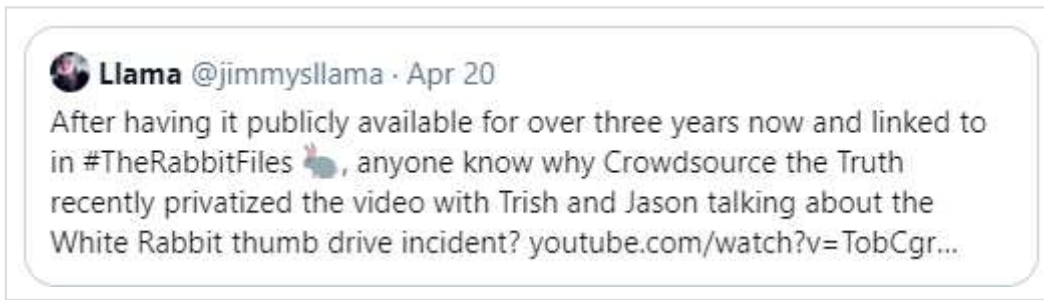 Llama @jimmysllama · Apr 20
After having it publicly available for over three years now and linked to
in #TheRabbitFiles 🐇, anyone know why Crowdsource the Truth
recently privatized the video with Trish and Jason talking about the
White Rabbit thumb drive incident? youtube.com/watch?v=TobCgr...